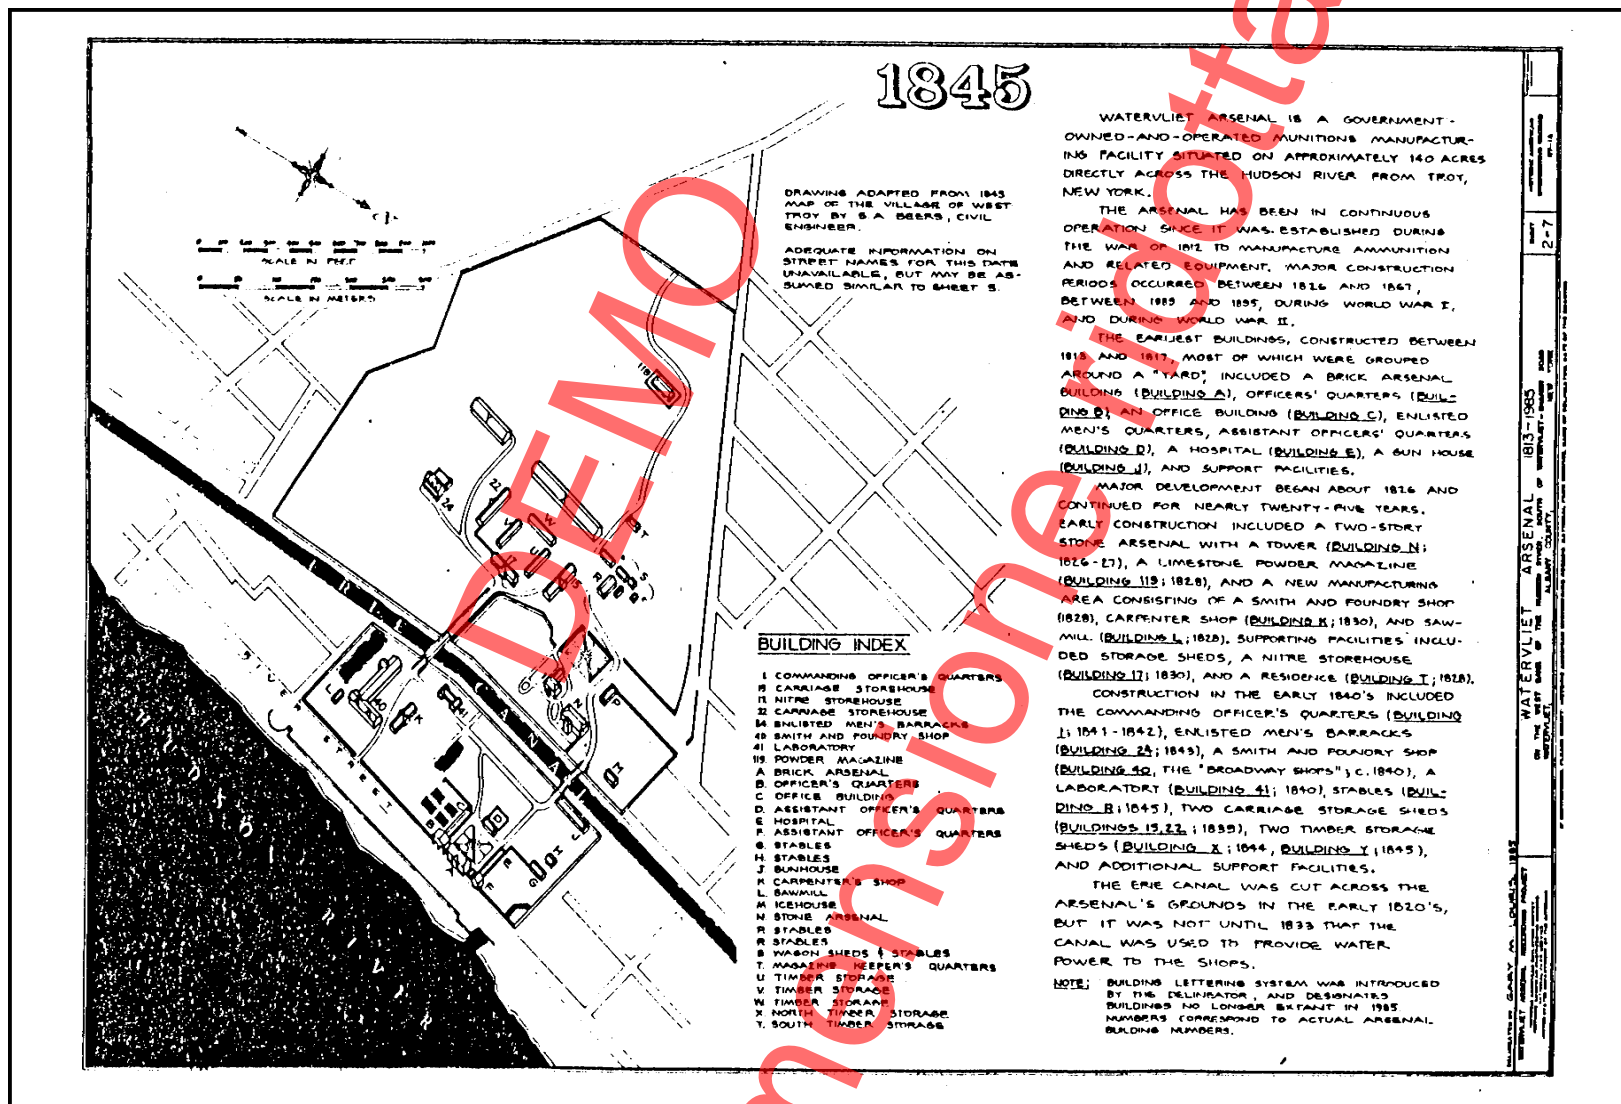 1845
DRAWING ADAPTED FROM 1845
MAP OF THE VILLAGE OF WEST
TROY BY S.A. BEERS, CIVIL
ENGINEER.
ADEQUATE INFORMATION ON
STREET NAMES FOR THIS DATE
UNAVAILABLE, BUT MAY BE AS-
SUMED SIMILAR TO SHEET 5.
SCALE IN FEET
SCALE IN METERS
WATERVLIET ARSENAL IS A GOVERNMENT-
OWNED-AND-OPERATED MUNITIONS MANUFACTUR-
ING FACILITY SITUATED ON APPROXIMATELY 140 ACRES
DIRECTLY ACROSS THE HUDSON RIVER FROM TROY,
NEW YORK.
THE ARSENAL HAS BEEN IN CONTINUOUS
OPERATION SINCE IT WAS ESTABLISHED DURING
THE WAR OF 1812 TO MANUFACTURE AMMUNITION
AND RELATED EQUIPMENT. MAJOR CONSTRUCTION
PERIODS OCCURRED BETWEEN 1826 AND 1867,
BETWEEN 1889 AND 1895, DURING WORLD WAR I,
AND DURING WORLD WAR II.
THE EARLIEST BUILDINGS, CONSTRUCTED BETWEEN
1813 AND 1817, MOST OF WHICH WERE GROUPED
AROUND A "YARD", INCLUDED A BRICK ARSENAL
BUILDING (BUILDING A), OFFICERS' QUARTERS (BUIL-
DING B), AN OFFICE BUILDING (BUILDING C), ENLISTED
MEN'S QUARTERS, ASSISTANT OFFICERS' QUARTERS
(BUILDING D), A HOSPITAL (BUILDING E), A GUN HOUSE
(BUILDING J), AND SUPPORT FACILITIES.
MAJOR DEVELOPMENT BEGAN ABOUT 1826 AND
CONTINUED FOR NEARLY TWENTY-FIVE YEARS.
EARLY CONSTRUCTION INCLUDED A TWO-STORY
STONE ARSENAL WITH A TOWER (BUILDING N;
1826-27), A LIMESTONE POWDER MAGAZINE
(BUILDING 119; 1828), AND A NEW MANUFACTURING
AREA CONSISTING OF A SMITH AND FOUNDRY SHOP
(1828), CARPENTER SHOP (BUILDING K; 1830), AND SAW-
MILL (BUILDING L; 1828). SUPPORTING FACILITIES INCLU-
DED STORAGE SHEDS, A NITRE STOREHOUSE
(BUILDING 17; 1830), AND A RESIDENCE (BUILDING T; 1828).
CONSTRUCTION IN THE EARLY 1840'S INCLUDED
THE COMMANDING OFFICER'S QUARTERS (BUILDING
1; 1841-1842), ENLISTED MEN'S BARRACKS
(BUILDING 24; 1843), A SMITH AND FOUNDRY SHOP
(BUILDING 40, THE "BROADWAY SHOPS"; C. 1840), A
LABORATORY (BUILDING 41; 1840), STABLES (BUIL-
DING R; 1845), TWO CARRIAGE STORAGE SHEDS
(BUILDINGS 15, 22; 1839), TWO TIMBER STORAGE
SHEDS (BUILDING X; 1844, BUILDING Y; 1845),
AND ADDITIONAL SUPPORT FACILITIES.
THE ERIE CANAL WAS CUT ACROSS THE
ARSENAL'S GROUNDS IN THE EARLY 1820'S,
BUT IT WAS NOT UNTIL 1833 THAT THE
CANAL WAS USED TO PROVIDE WATER
POWER TO THE SHOPS.
NOTE: BUILDING LETTERING SYSTEM WAS INTRODUCED
BY THE DELINEATOR, AND DESIGNATES
BUILDINGS NO LONGER EXTANT IN 1985
NUMBERS CORRESPOND TO ACTUAL ARSENAL
BUILDING NUMBERS.
BUILDING INDEX
1 COMMANDING OFFICER'S QUARTERS
15 CARRIAGE STOREHOUSE
17 NITRE STOREHOUSE
22 CARRIAGE STOREHOUSE
24 ENLISTED MEN'S BARRACKS
40 SMITH AND FOUNDRY SHOP
41 LABORATORY
119. POWDER MAGAZINE
A BRICK ARSENAL
B. OFFICER'S QUARTERS
C OFFICE BUILDING
D. ASSISTANT OFFICER'S QUARTERS
E HOSPITAL
F. ASSISTANT OFFICER'S QUARTERS
G. STABLES
H. STABLES
J. GUNHOUSE
K CARPENTER'S SHOP
L. SAWMILL
M ICEHOUSE
N STONE ARSENAL
P. STABLES
R STABLES
S WAGON SHEDS & STABLES
T. MAGAZINE KEEPER'S QUARTERS
U TIMBER STORAGE
V. TIMBER STORAGE
W TIMBER STORAGE
X NORTH TIMBER STORAGE
Y. SOUTH TIMBER STORAGE
ERIE CANAL
RIVER STREET
HUDSON RIVER
WATERVLIET ARSENAL 1813-1985
ALBANY COUNTY,
NEW YORK
2-7
DEMO